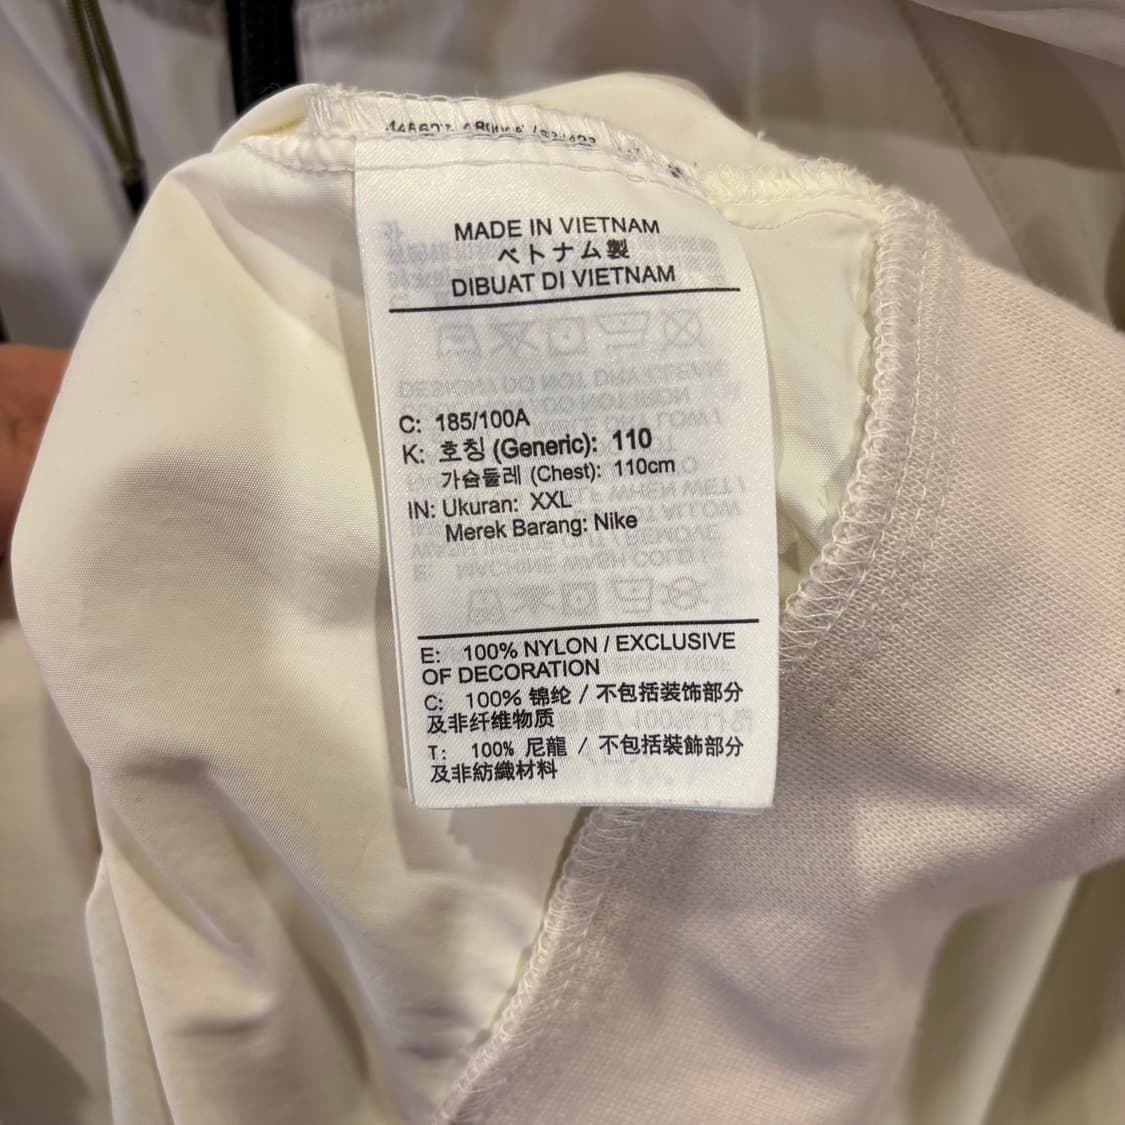 MADE IN VIETNAM
ベトナム製
DIBUAT DI VIETNAM
C: 185/100A
K: 호칭 (Generic): 110
가슴둘레 (Chest): 110cm
IN: Ukuran: XXL
Merek Barang: Nike
E: 100% NYLON / EXCLUSIVE
OF DECORATION
C: 100% 锦纶 / 不包括装饰部分
及非纤维物质
T: 100% 尼龍 / 不包括裝飾部分
及非紡織材料